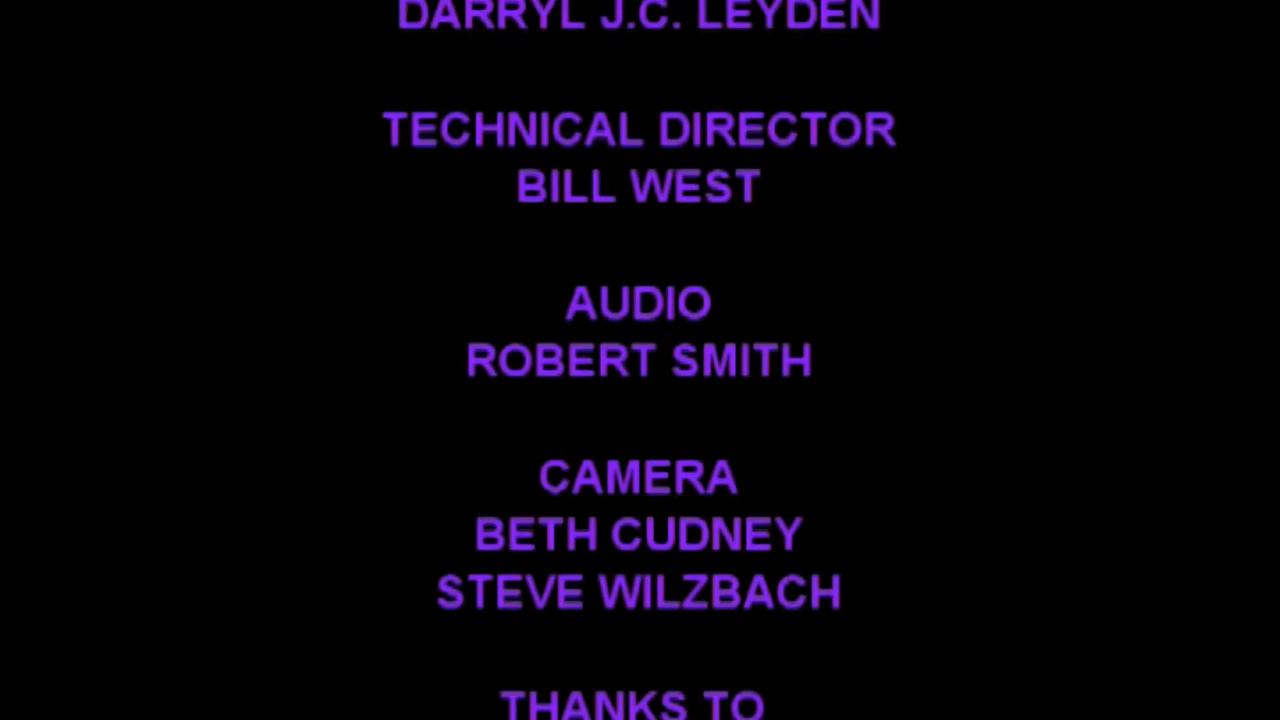 DARRYL J.C. LEYDEN
TECHNICAL DIRECTOR
BILL WEST
AUDIO
ROBERT SMITH
CAMERA
BETH CUDNEY
STEVE WILZBACH
THANKS TO